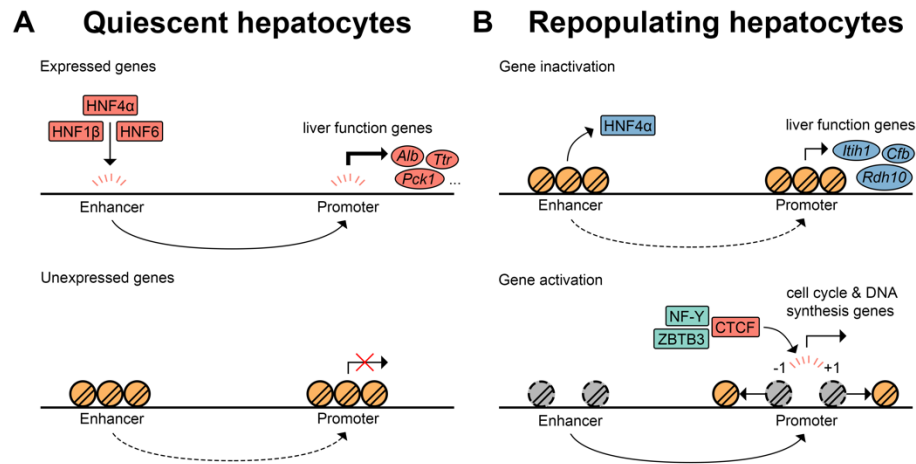 A Quiescent hepatocytes
Expressed genes
HNF4α
HNF1β HNF6
liver function genes
Alb Ttr
Pck1 ...
Enhancer Promoter
Unexpressed genes
Enhancer Promoter
B Repopulating hepatocytes
Gene inactivation
HNF4α
liver function genes
Itih1 Cfb
Rdh10
Enhancer Promoter
Gene activation
cell cycle & DNA
synthesis genes
NF-Y CTCF
ZBTB3
-1 +1
Enhancer Promoter